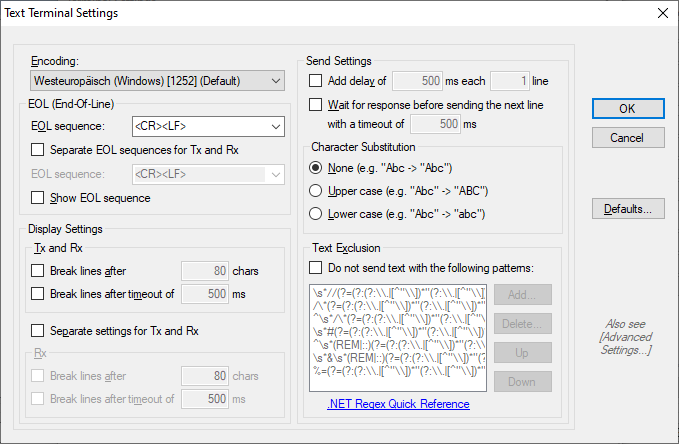 Text Terminal Settings
Encoding:
Westeuropäisch (Windows) [1252] (Default)
EOL (End-Of-Line)
EOL sequence:
<CR><LF>
Separate EOL sequences for Tx and Rx
EOL sequence:
<CR><LF>
Show EOL sequence
Display Settings
Tx and Rx
Break lines after 80 chars
Break lines after timeout of 500 ms
Separate settings for Tx and Rx
Rx
Break lines after 80 chars
Break lines after timeout of 500 ms
Send Settings
Add delay of 500 ms each 1 line
Wait for response before sending the next line
with a timeout of 500 ms
Character Substitution
None (e.g. "Abc -> "Abc")
Upper case (e.g. "Abc" -> "ABC")
Lower case (e.g. "Abc" -> "abc")
Text Exclusion
Do not send text with the following patterns:
\s*//(?=(?:(?:\\.|[^"\\])*"(?:\\.|[^"\\]
/\*(?=(?:(?:\\.|[^"\\])*"(?:\\.|[^"\\])*
^\s*/\*(?=(?:(?:\\.|[^"\\])*"(?:\\.|[^"\\]
\s*#(?=(?:(?:\\.|[^"\\])*"(?:\\.|[^"\\]
^\s*(REM|::)(?=(?:(?:\\.|[^"\\])*"(?:
\s*&\s*(REM|::)(?=(?:(?:\\.|[^"\\])*"(?
%=(?=(?:(?:\\.|[^"\\])*"(?:\\.|[^"\\])*"
Add...
Delete...
Up
Down
.NET Regex Quick Reference
OK
Cancel
Defaults...
Also see
[Advanced
Settings...]